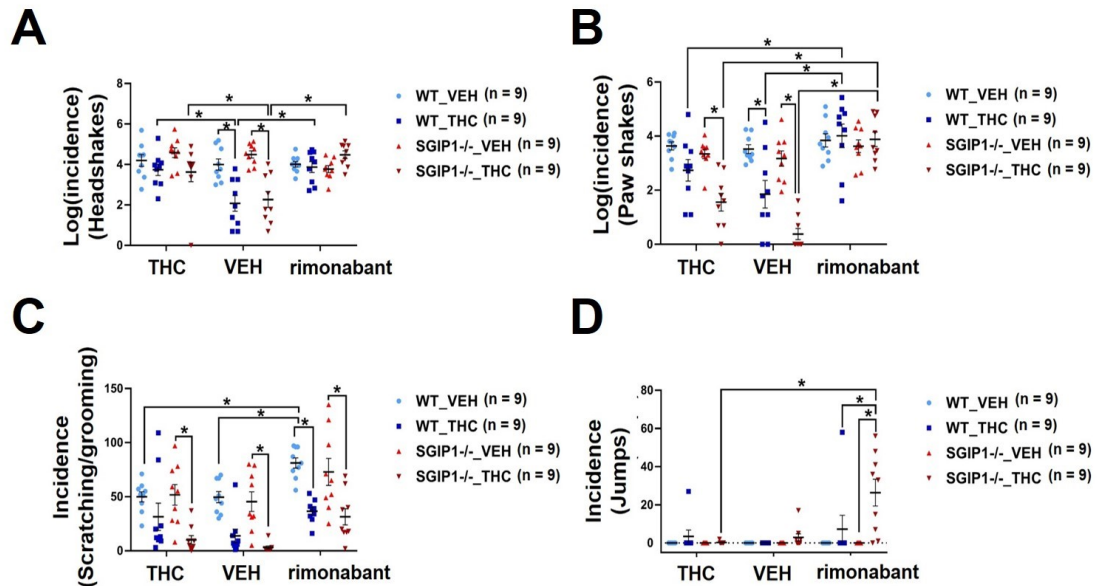 A
Log(incidence)
(Headshakes)
8
6
4
2
0
* * * * * *
THC VEH rimonabant
WT_VEH (n = 9)
WT_THC (n = 9)
SGIP1-/-_VEH (n = 9)
SGIP1-/-_THC (n = 9)
B
Log(incidence)
(Paw shakes)
6
4
2
0
* * * * * * *
THC VEH rimonabant
WT_VEH (n = 9)
WT_THC (n = 9)
SGIP1-/-_VEH (n = 9)
SGIP1-/-_THC (n = 9)
C
Incidence
(Scratching/grooming)
150
100
50
0
* * * * * *
THC VEH rimonabant
WT_VEH (n = 9)
WT_THC (n = 9)
SGIP1-/-_VEH (n = 9)
SGIP1-/-_THC (n = 9)
D
Incidence
(Jumps)
80
60
40
20
0
* * *
THC VEH rimonabant
WT_VEH (n = 9)
WT_THC (n = 9)
SGIP1-/-_VEH (n = 9)
SGIP1-/-_THC (n = 9)